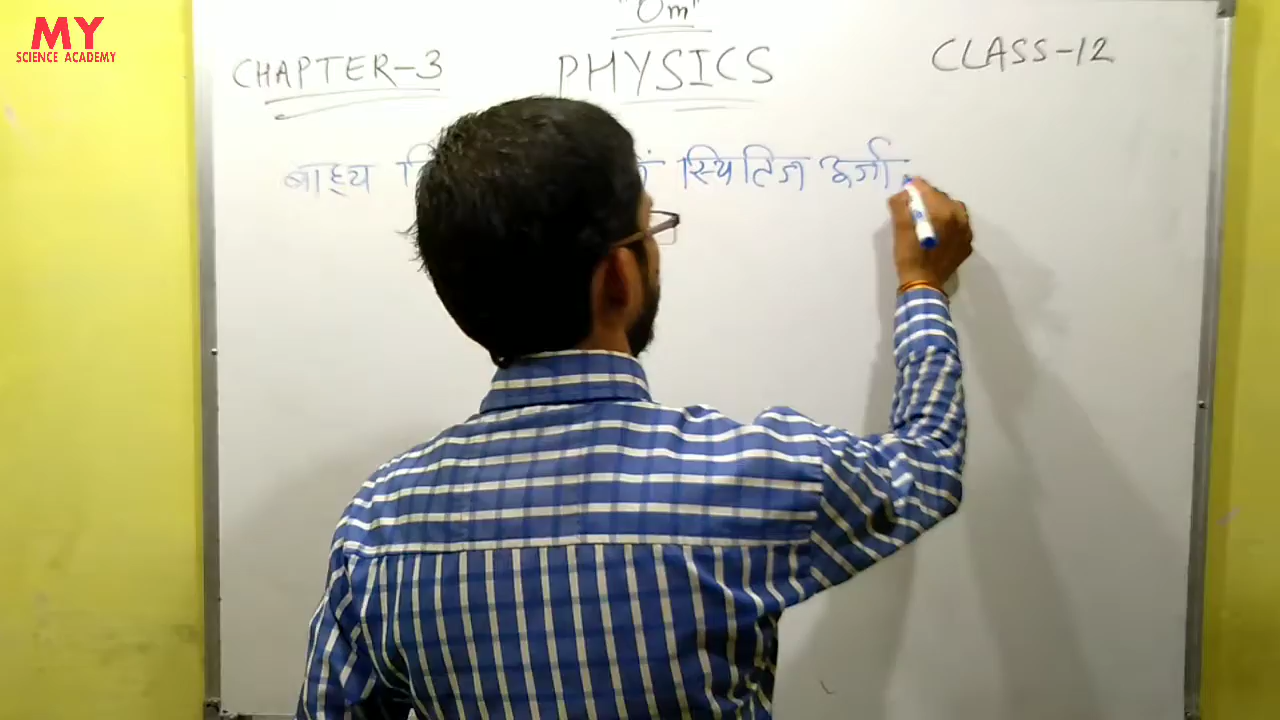 MY
SCIENCE ACADEMY
"Om"
CHAPTER-3 PHYSICS CLASS-12
बाह्य स्थितिज ऊर्जा